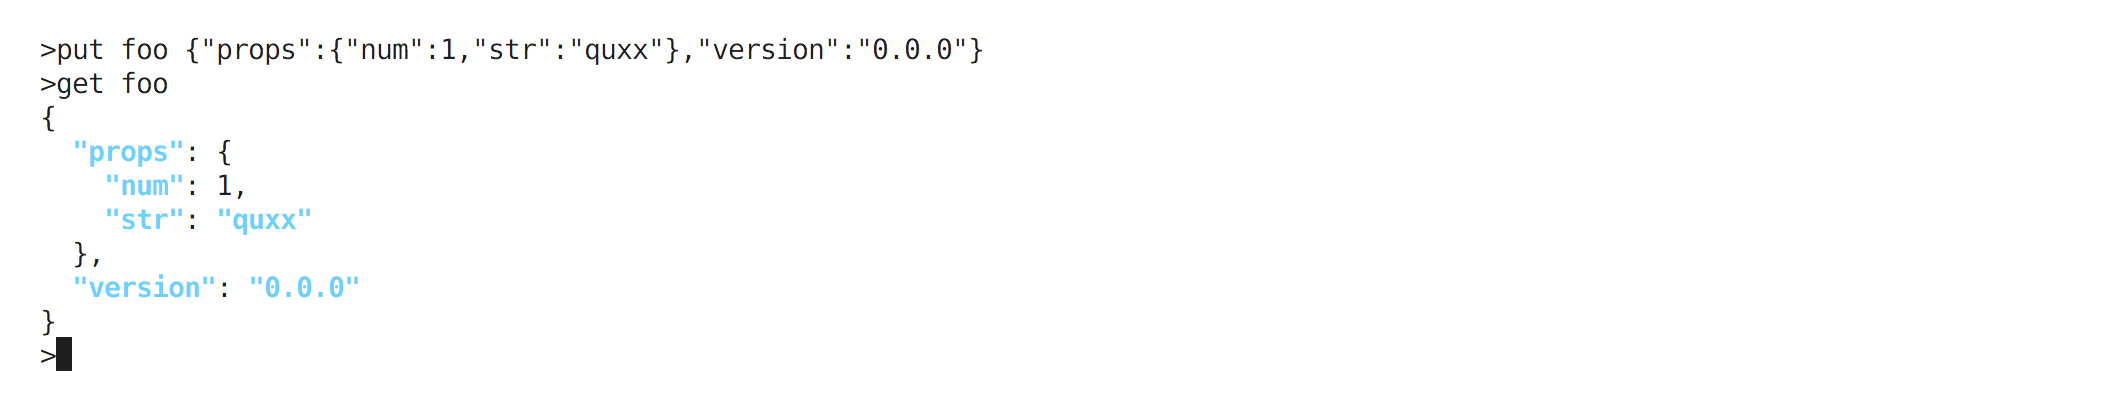 >put foo {"props":{"num":1,"str":"quxx"},"version":"0.0.0"}
>get foo
{
  "props": {
    "num": 1,
    "str": "quxx"
  },
  "version": "0.0.0"
}
>